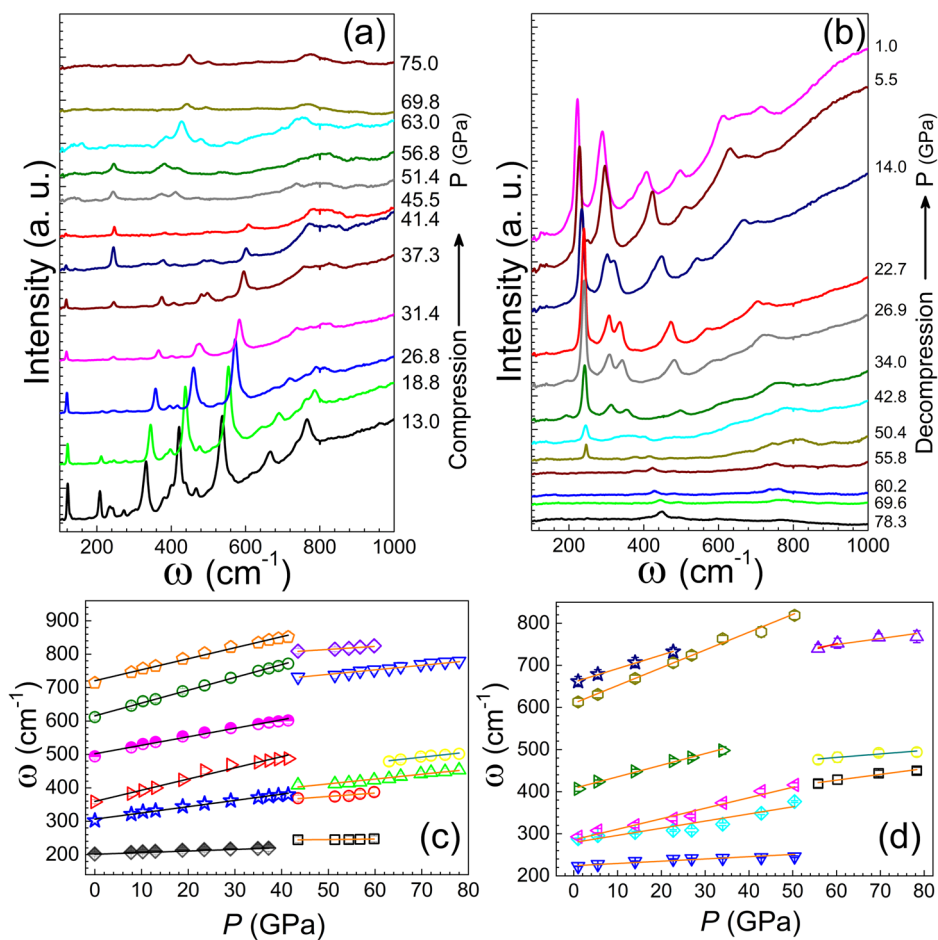 (a)
75.0
69.8
63.0
56.8
51.4
45.5
41.4
37.3
31.4
26.8
18.8
13.0
Intensity (a. u.)
Compression
P (GPa)
200 400 600 800 1000
ω (cm-1)
(b)
1.0
5.5
14.0
22.7
26.9
34.0
42.8
50.4
55.8
60.2
69.6
78.3
Intensity (a. u.)
Decompression
P (GPa)
200 400 600 800 1000
ω (cm-1)
900
800
700
600
500
400
300
200
ω (cm-1)
(c)
0 10 20 30 40 50 60 70 80
P (GPa)
800
700
600
500
400
300
200
ω (cm-1)
(d)
0 10 20 30 40 50 60 70 80
P (GPa)